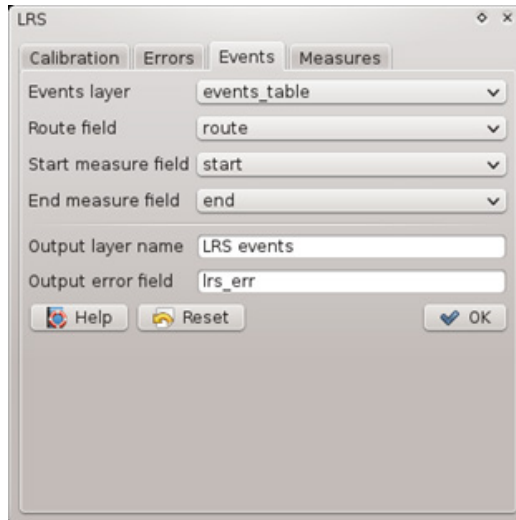 LRS
Calibration Errors Events Measures
Events layer events_table
Route field route
Start measure field start
End measure field end
Output layer name LRS events
Output error field lrs_err
Help Reset OK